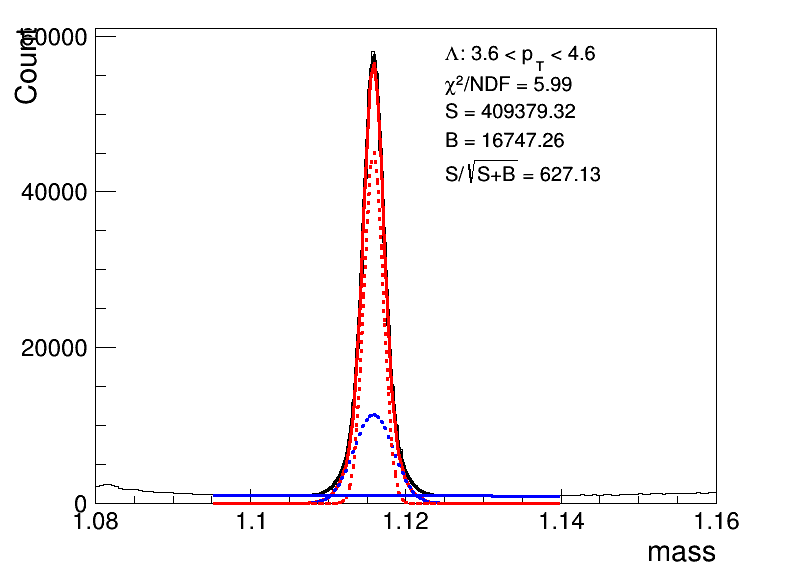 Count
60000
40000
20000
0
1.08 1.1 1.12 1.14 1.16
mass
Λ: 3.6 < p_T < 4.6
χ²/NDF = 5.99
S = 409379.32
B = 16747.26
S/√S+B = 627.13